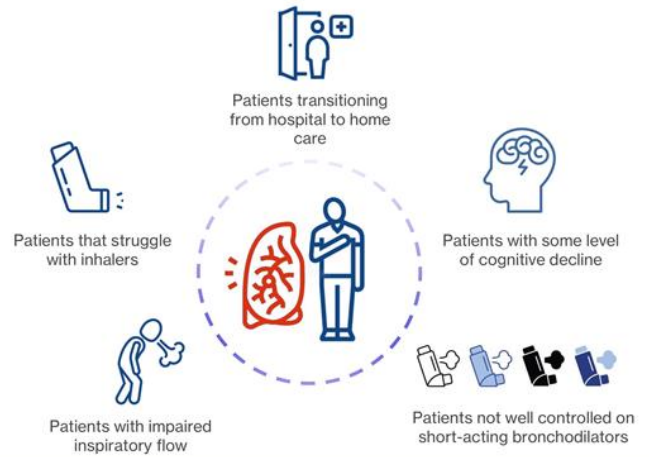 Patients transitioning
from hospital to home
care
Patients that struggle
with inhalers
Patients with some level
of cognitive decline
Patients with impaired
inspiratory flow
Patients not well controlled on
short-acting bronchodilators